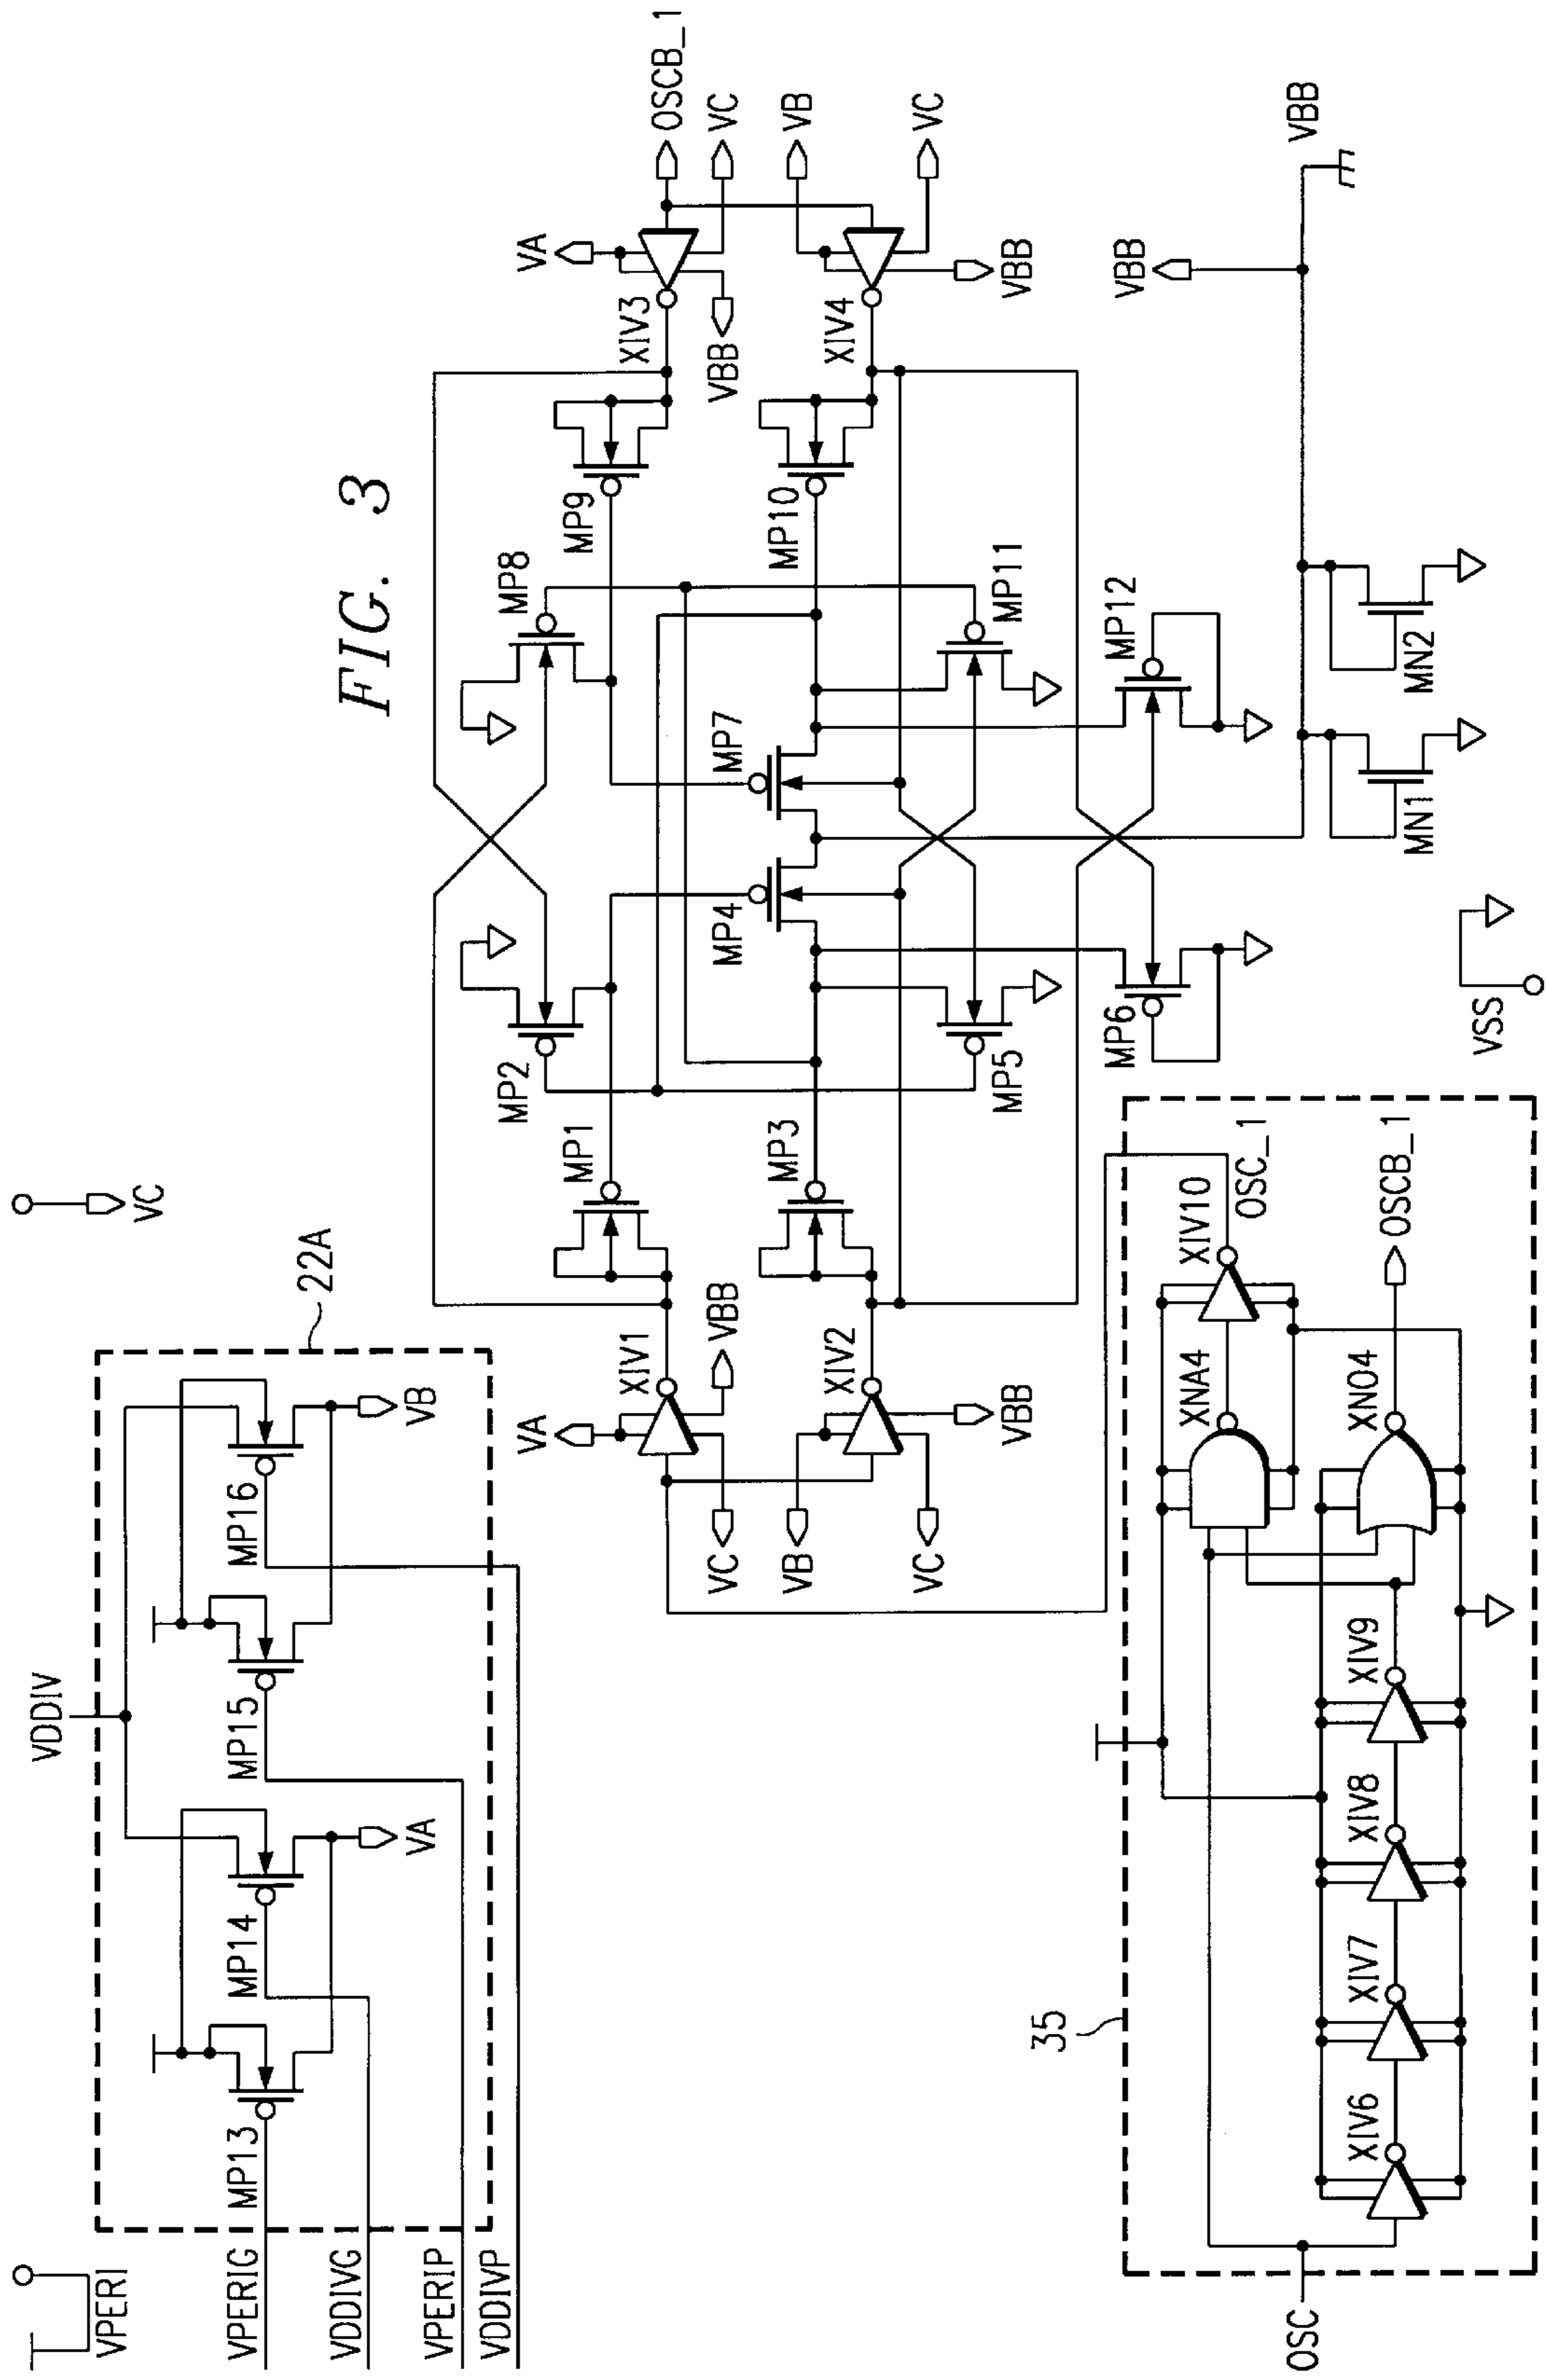 FIG. 3
VPERI
VPERIG
VDDIVG
VPERIP
VDDIVP
VDDIV
22A
MP13
MP14
VA
MP15
MP16
VB
VC
VA
XIV1
VBB
VC
VB
XIV2
VBB
VC
MP1
MP2
MP3
MP4
MP5
MP6
MP7
MP8
MP9
MP10
MP11
MP12
VA
XIV3
VBB
OSCB_1
VC
VB
XIV4
VBB
VC
VBB
VBB
MN1
MN2
VSS
35
OSC
XIV6
XIV7
XIV8
XIV9
XNA4
XIV10
OSC_1
XNO4
OSCB_1